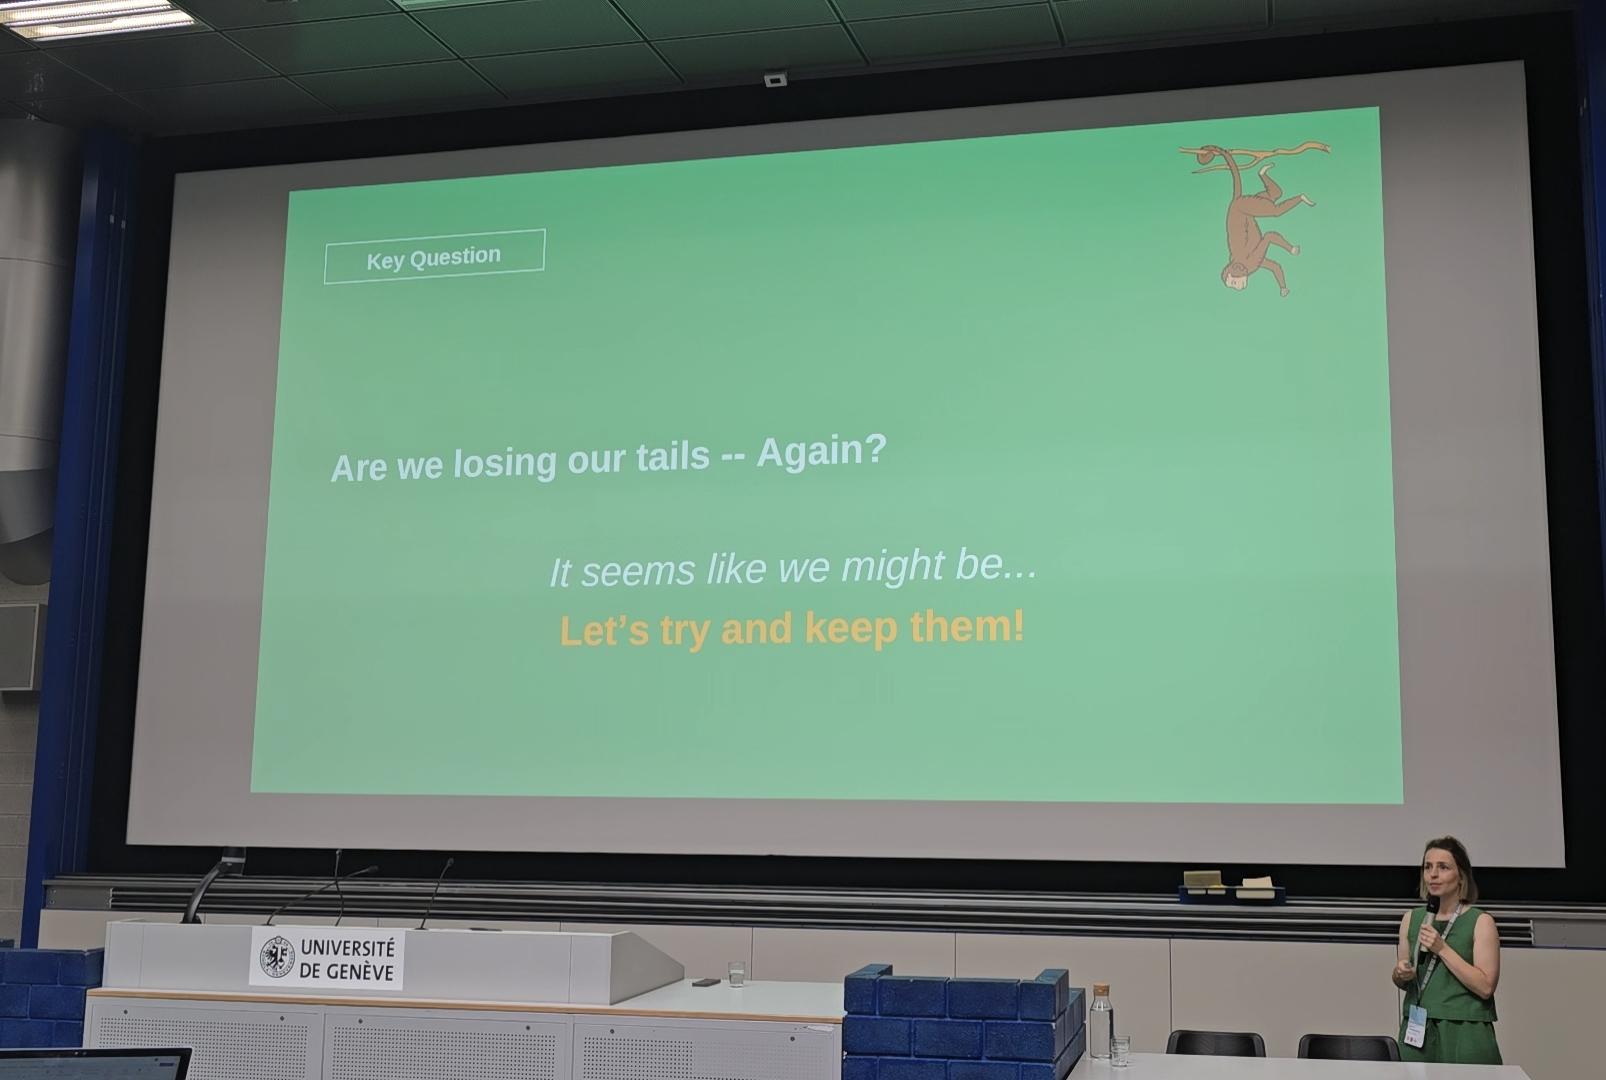 Key Question
Are we losing our tails -- Again?
It seems like we might be...
Let's try and keep them!
UNIVERSITÉ
DE GENÈVE